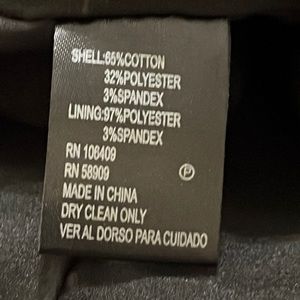 SHELL:65%COTTON
32%POLYESTER
3%SPANDEX
LINING:97%POLYESTER
3%SPANDEX
RN 106409
RN 58909
P
MADE IN CHINA
DRY CLEAN ONLY
VER AL DORSO PARA CUIDADO